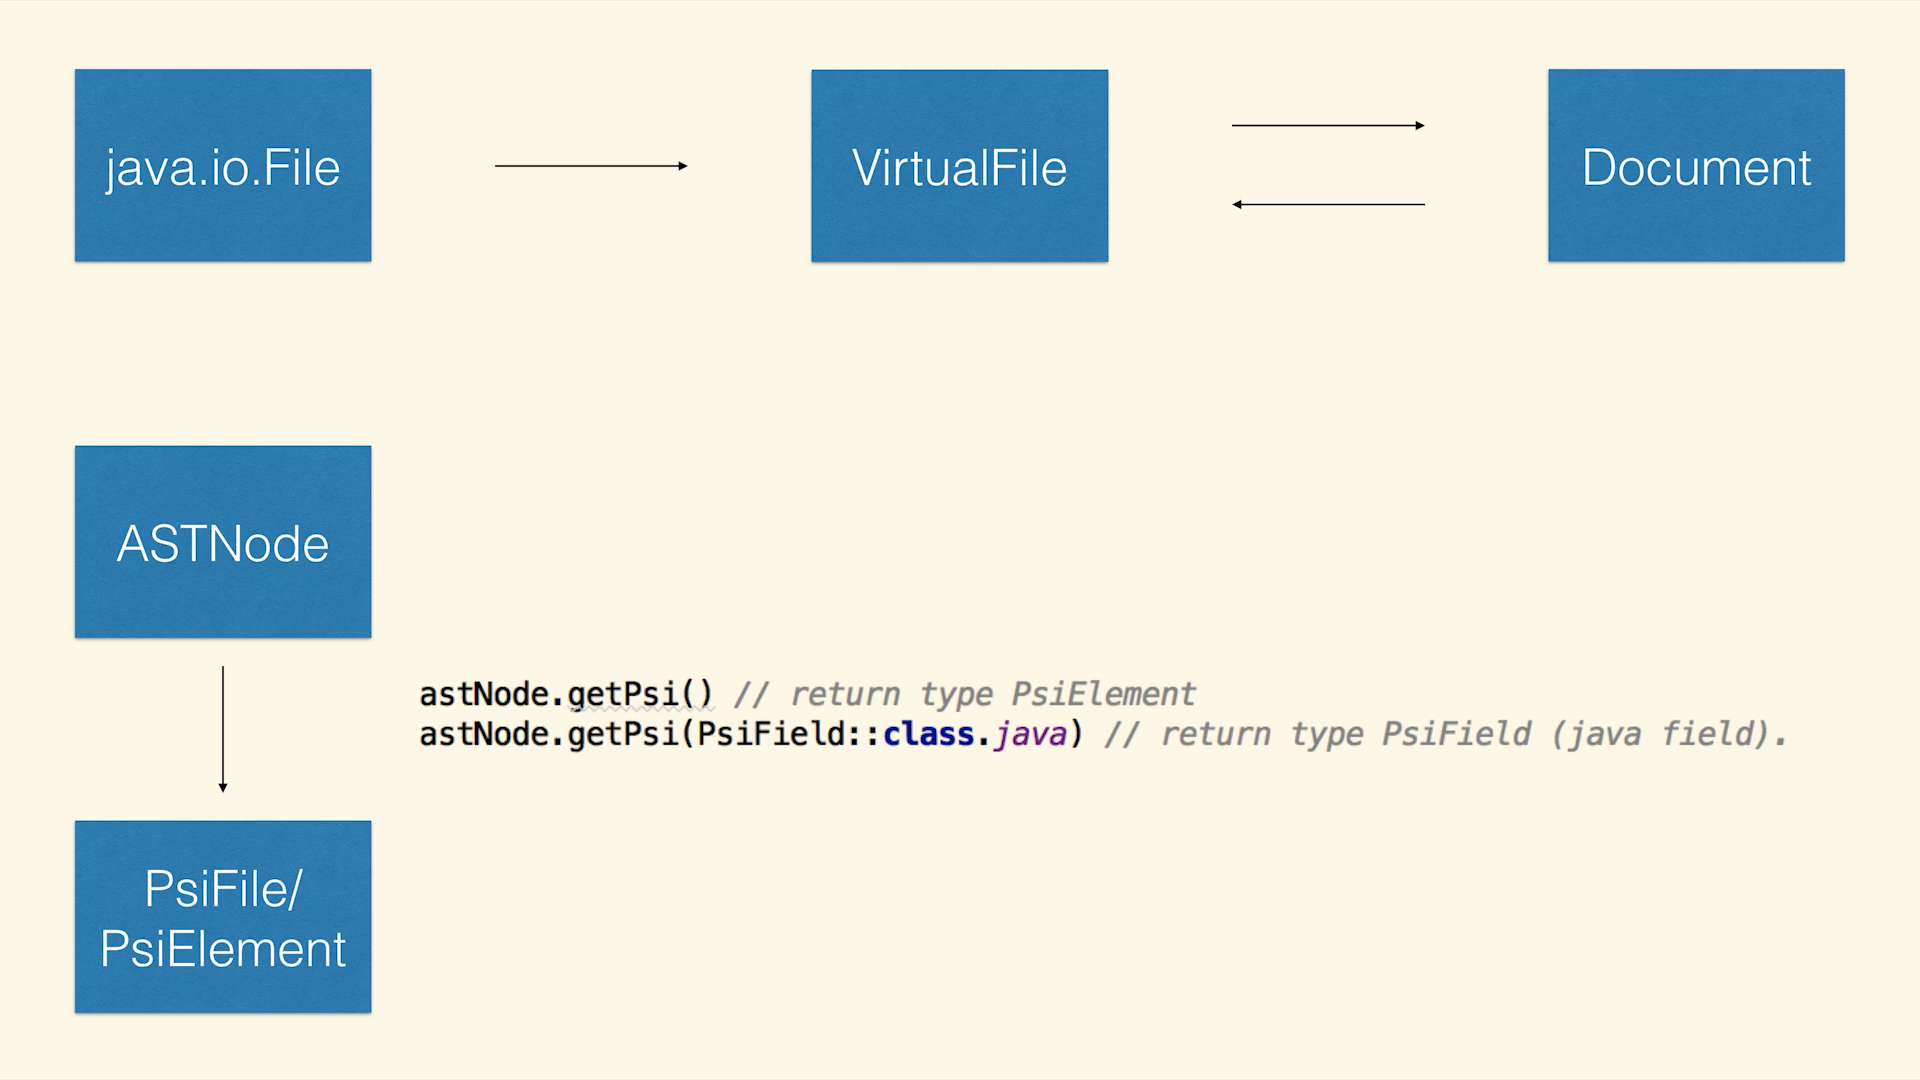 java.io.File
VirtualFile
Document
ASTNode
astNode.getPsi() // return type PsiElement
astNode.getPsi(PsiField::class.java) // return type PsiField (java field).
PsiFile/
PsiElement